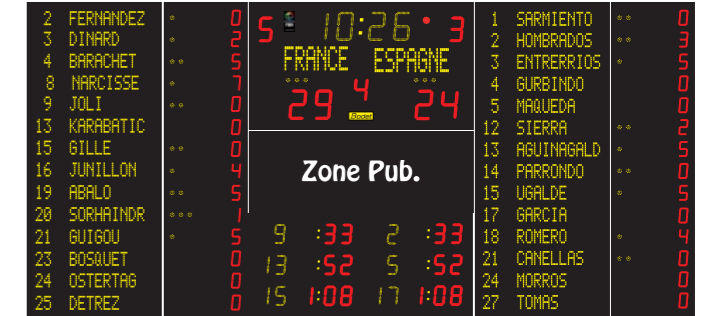 2 FERNANDEZ 0
3 DINARD 2
4 BARACHET 5
8 NARCISSE 7
9 JOLI 0
13 KARABATIC 0
15 GILLE 0
16 JUNILLON 4
19 ABALO 5
20 SORHAINDR 1
21 GUIGOU 5
23 BOSQUET 0
24 OSTERTAG 0
25 DETREZ 0
5 10:26 3
FRANCE ESPAGNE
29 4 24
Bodet
Zone Pub.
9 :33 2 :33
13 :52 5 :52
15 1:08 17 1:08
1 SARMIENTO 0
2 HOMBRADOS 3
3 ENTRERRIOS 5
4 GURBINDO 0
5 MAQUEDA 0
12 SIERRA 2
13 AGUINAGALD 5
14 PARRONDO 0
15 UGALDE 5
17 GARCIA 0
18 ROMERO 4
21 CANELLAS 0
24 MORROS 0
27 TOMAS 0